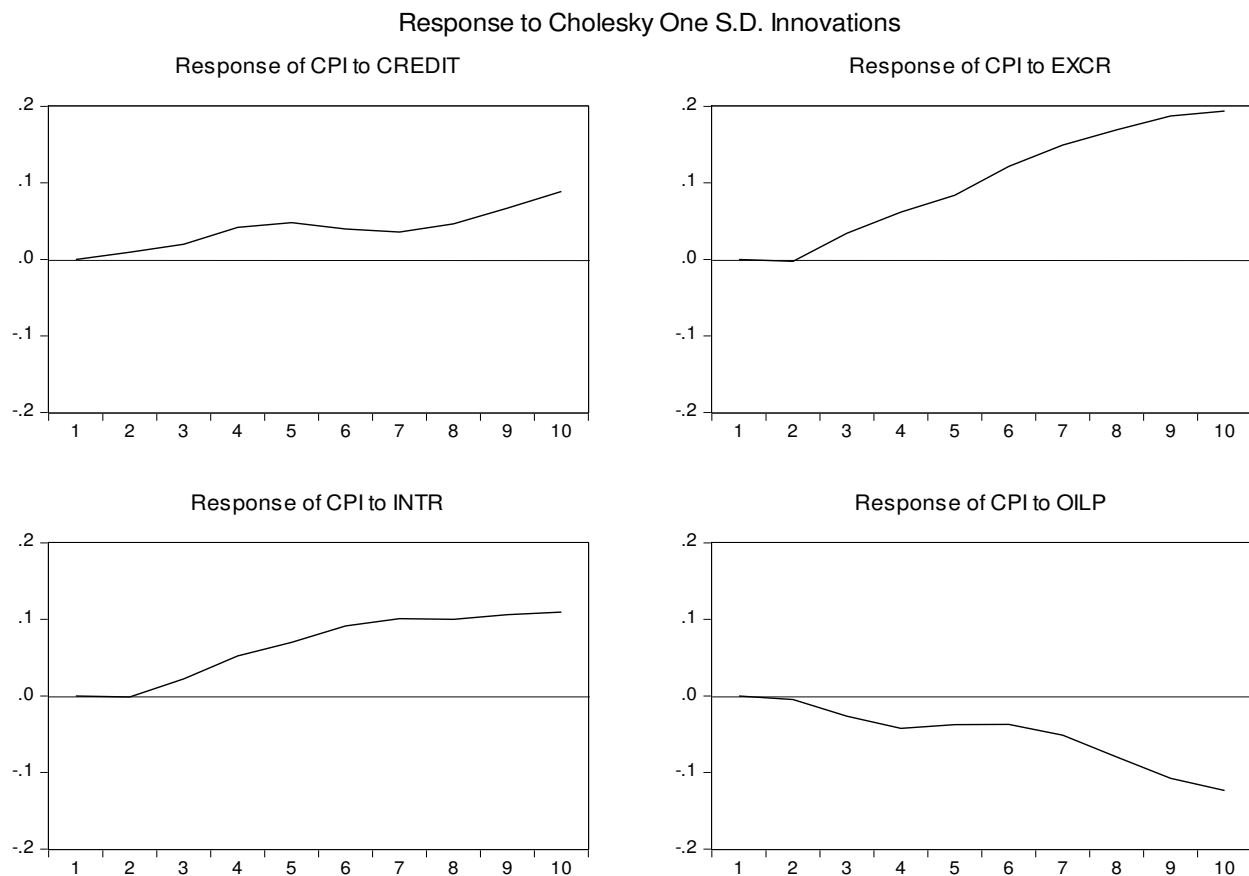 Response to Cholesky One S.D. Innovations
Response of CPI to CREDIT
.2
.1
.0
-.1
-.2
1 2 3 4 5 6 7 8 9 10
Response of CPI to EXCR
.2
.1
.0
-.1
-.2
1 2 3 4 5 6 7 8 9 10
Response of CPI to INTR
.2
.1
.0
-.1
-.2
1 2 3 4 5 6 7 8 9 10
Response of CPI to OILP
.2
.1
.0
-.1
-.2
1 2 3 4 5 6 7 8 9 10